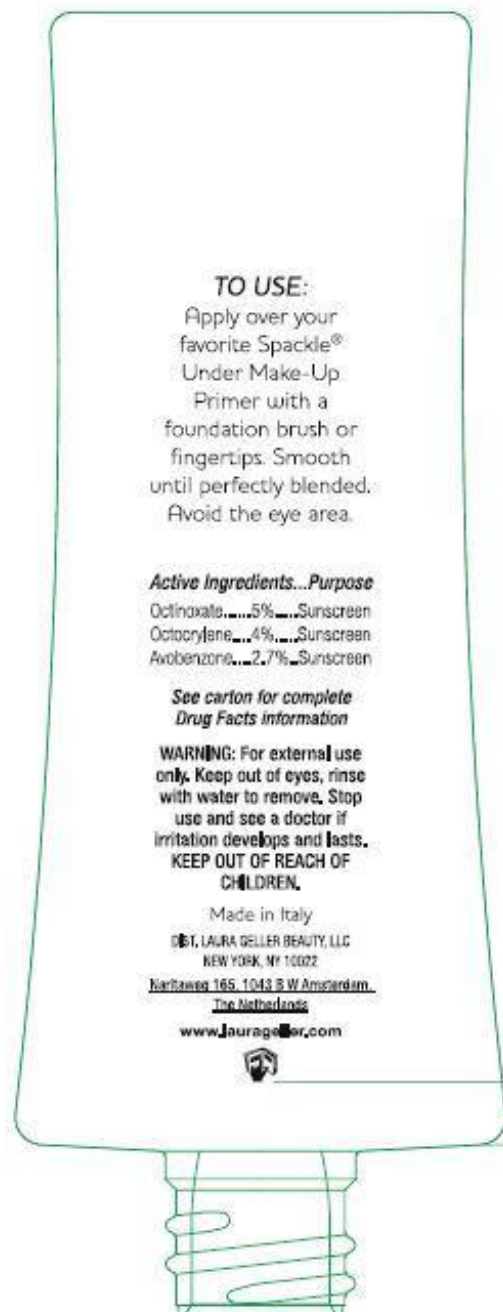 TO USE:
Apply over your
favorite Spackle®
Under Make-Up
Primer with a
foundation brush or
fingertips. Smooth
until perfectly blended.
Avoid the eye area.
Active Ingredients...Purpose
Octinoxate......5%.....Sunscreen
Octocrylene....4%.....Sunscreen
Avobenzone....2.7%..Sunscreen
See carton for complete
Drug Facts information
WARNING: For external use
only. Keep out of eyes, rinse
with water to remove. Stop
use and see a doctor if
irritation develops and lasts.
KEEP OUT OF REACH OF
CHILDREN.
Made in Italy
DIST. LAURA GELLER BEAUTY, LLC
NEW YORK, NY 10022
Naritaweg 165, 1043 B W Amsterdam,
The Netherlands
www.laurageller.com